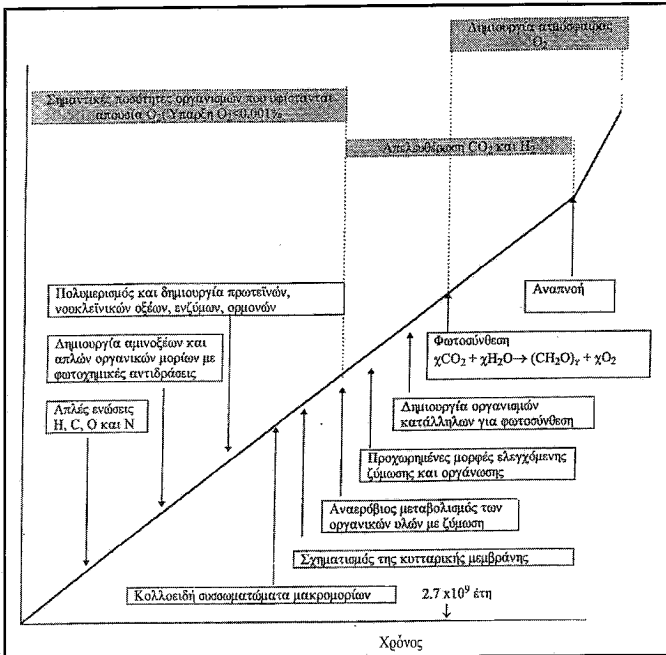 Δημιουργία ατμόσφαιρας
O₂
Σημαντικές ποσότητες οργανισμών που υφίστανται
απουσία O₂ (Ύπαρξη O₂<0.001%
Απελευθέρωση CO₂ και H₂
Πολυμερισμός και δημιουργία πρωτεϊνών,
νουκλεϊνικών οξέων, ενζύμων, ορμονών
Αναπνοή
Δημιουργία αμινοξέων και
απλών οργανικών μορίων με
φωτοχημικές αντιδράσεις
Φωτοσύνθεση
χCO₂ + χH₂O→ (CH₂O)ᵧ + χO₂
Απλές ενώσεις
H, C, O και N
Δημιουργία οργανισμών
κατάλληλων για φωτοσύνθεση
Προχωρημένες μορφές ελεγχόμενης
ζύμωσης και οργάνωσης
Αναερόβιος μεταβολισμός των
οργανικών υλών με ζύμωση
Σχηματισμός της κυτταρικής μεμβράνης
Κολλοειδή συσσωματώματα μακρομορίων
2.7 x10⁹ έτη
Χρόνος